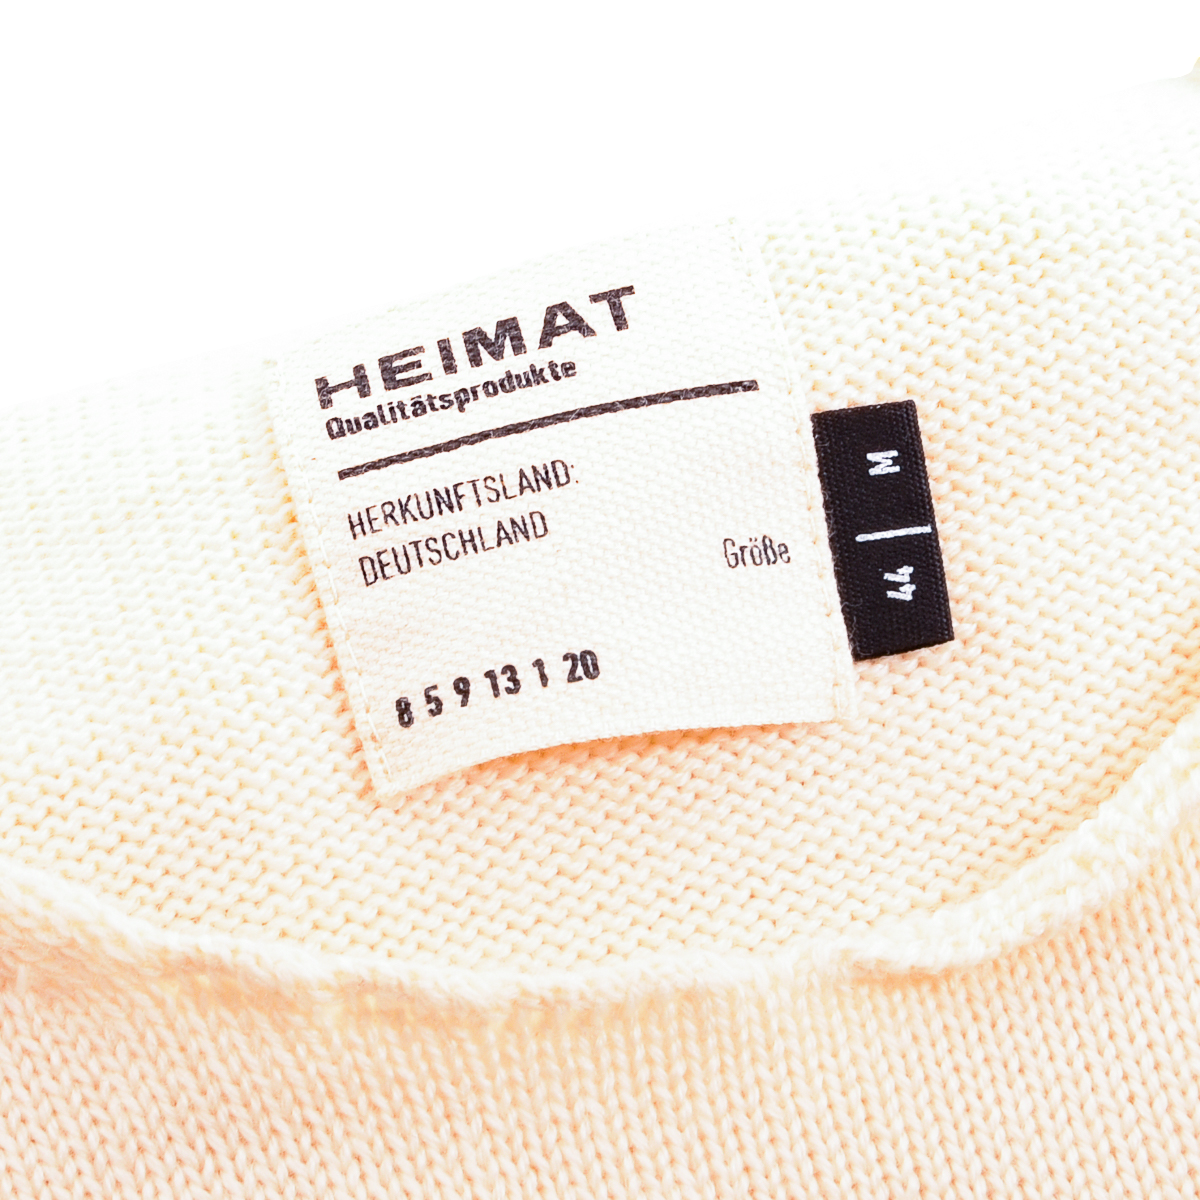 HEIMAT
Qualitätsprodukte
HERKUNFTSLAND:
DEUTSCHLAND
Größe
44 | M
8 5 9 13 1 20